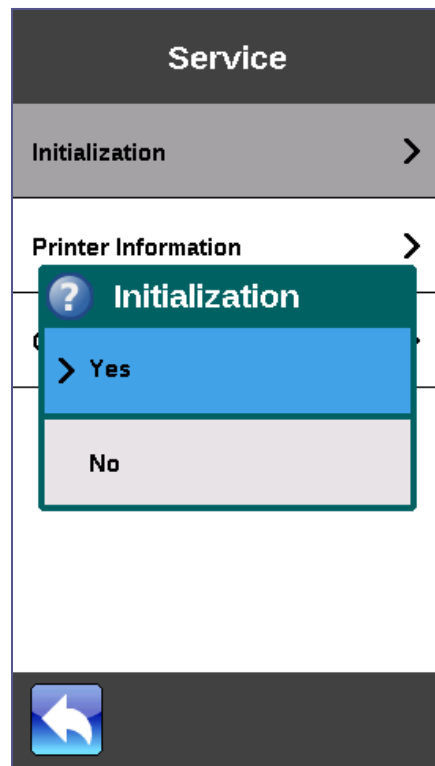 Service
Initialization
Printer Information
Initialization
Yes
No